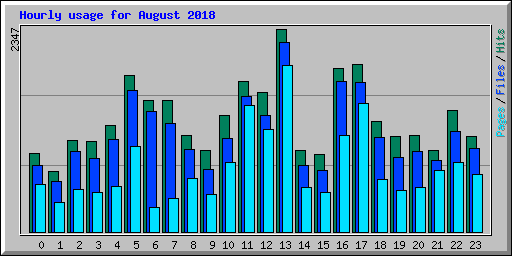 Hourly usage for August 2018
2347
Pages/Files/Hits
0 1 2 3 4 5 6 7 8 9 10 11 12 13 14 15 16 17 18 19 20 21 22 23